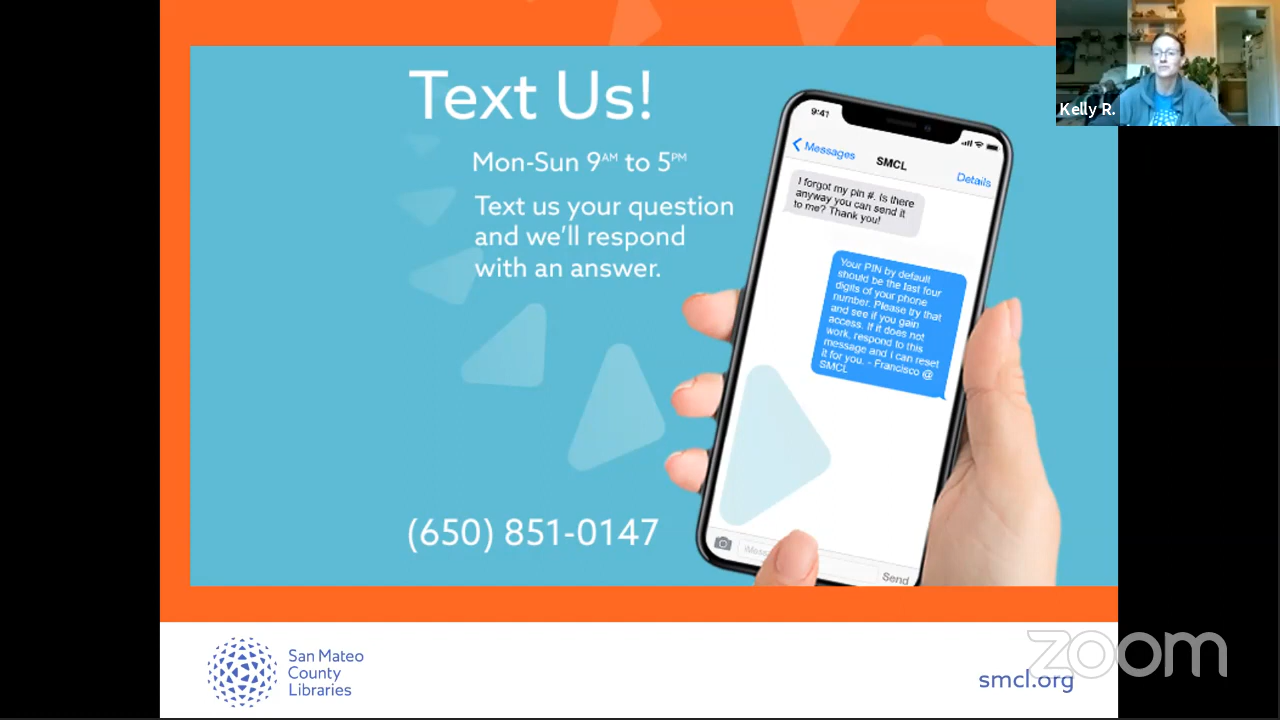 Text Us!
Mon-Sun 9AM to 5PM
Text us your question
and we'll respond
with an answer.
(650) 851-0147
9:41
Messages
SMCL
Details
I forgot my pin #. Is there
anyway you can send it
to me? Thank you!
Your PIN by default
should be the last four
digits of your phone
number. Please try that
and see if you gain
access. If it does not
work, respond to this
message and I can reset
it for you. - Francisco @
SMCL
Send
Kelly R.
San Mateo
County
Libraries
smcl.org
zoom